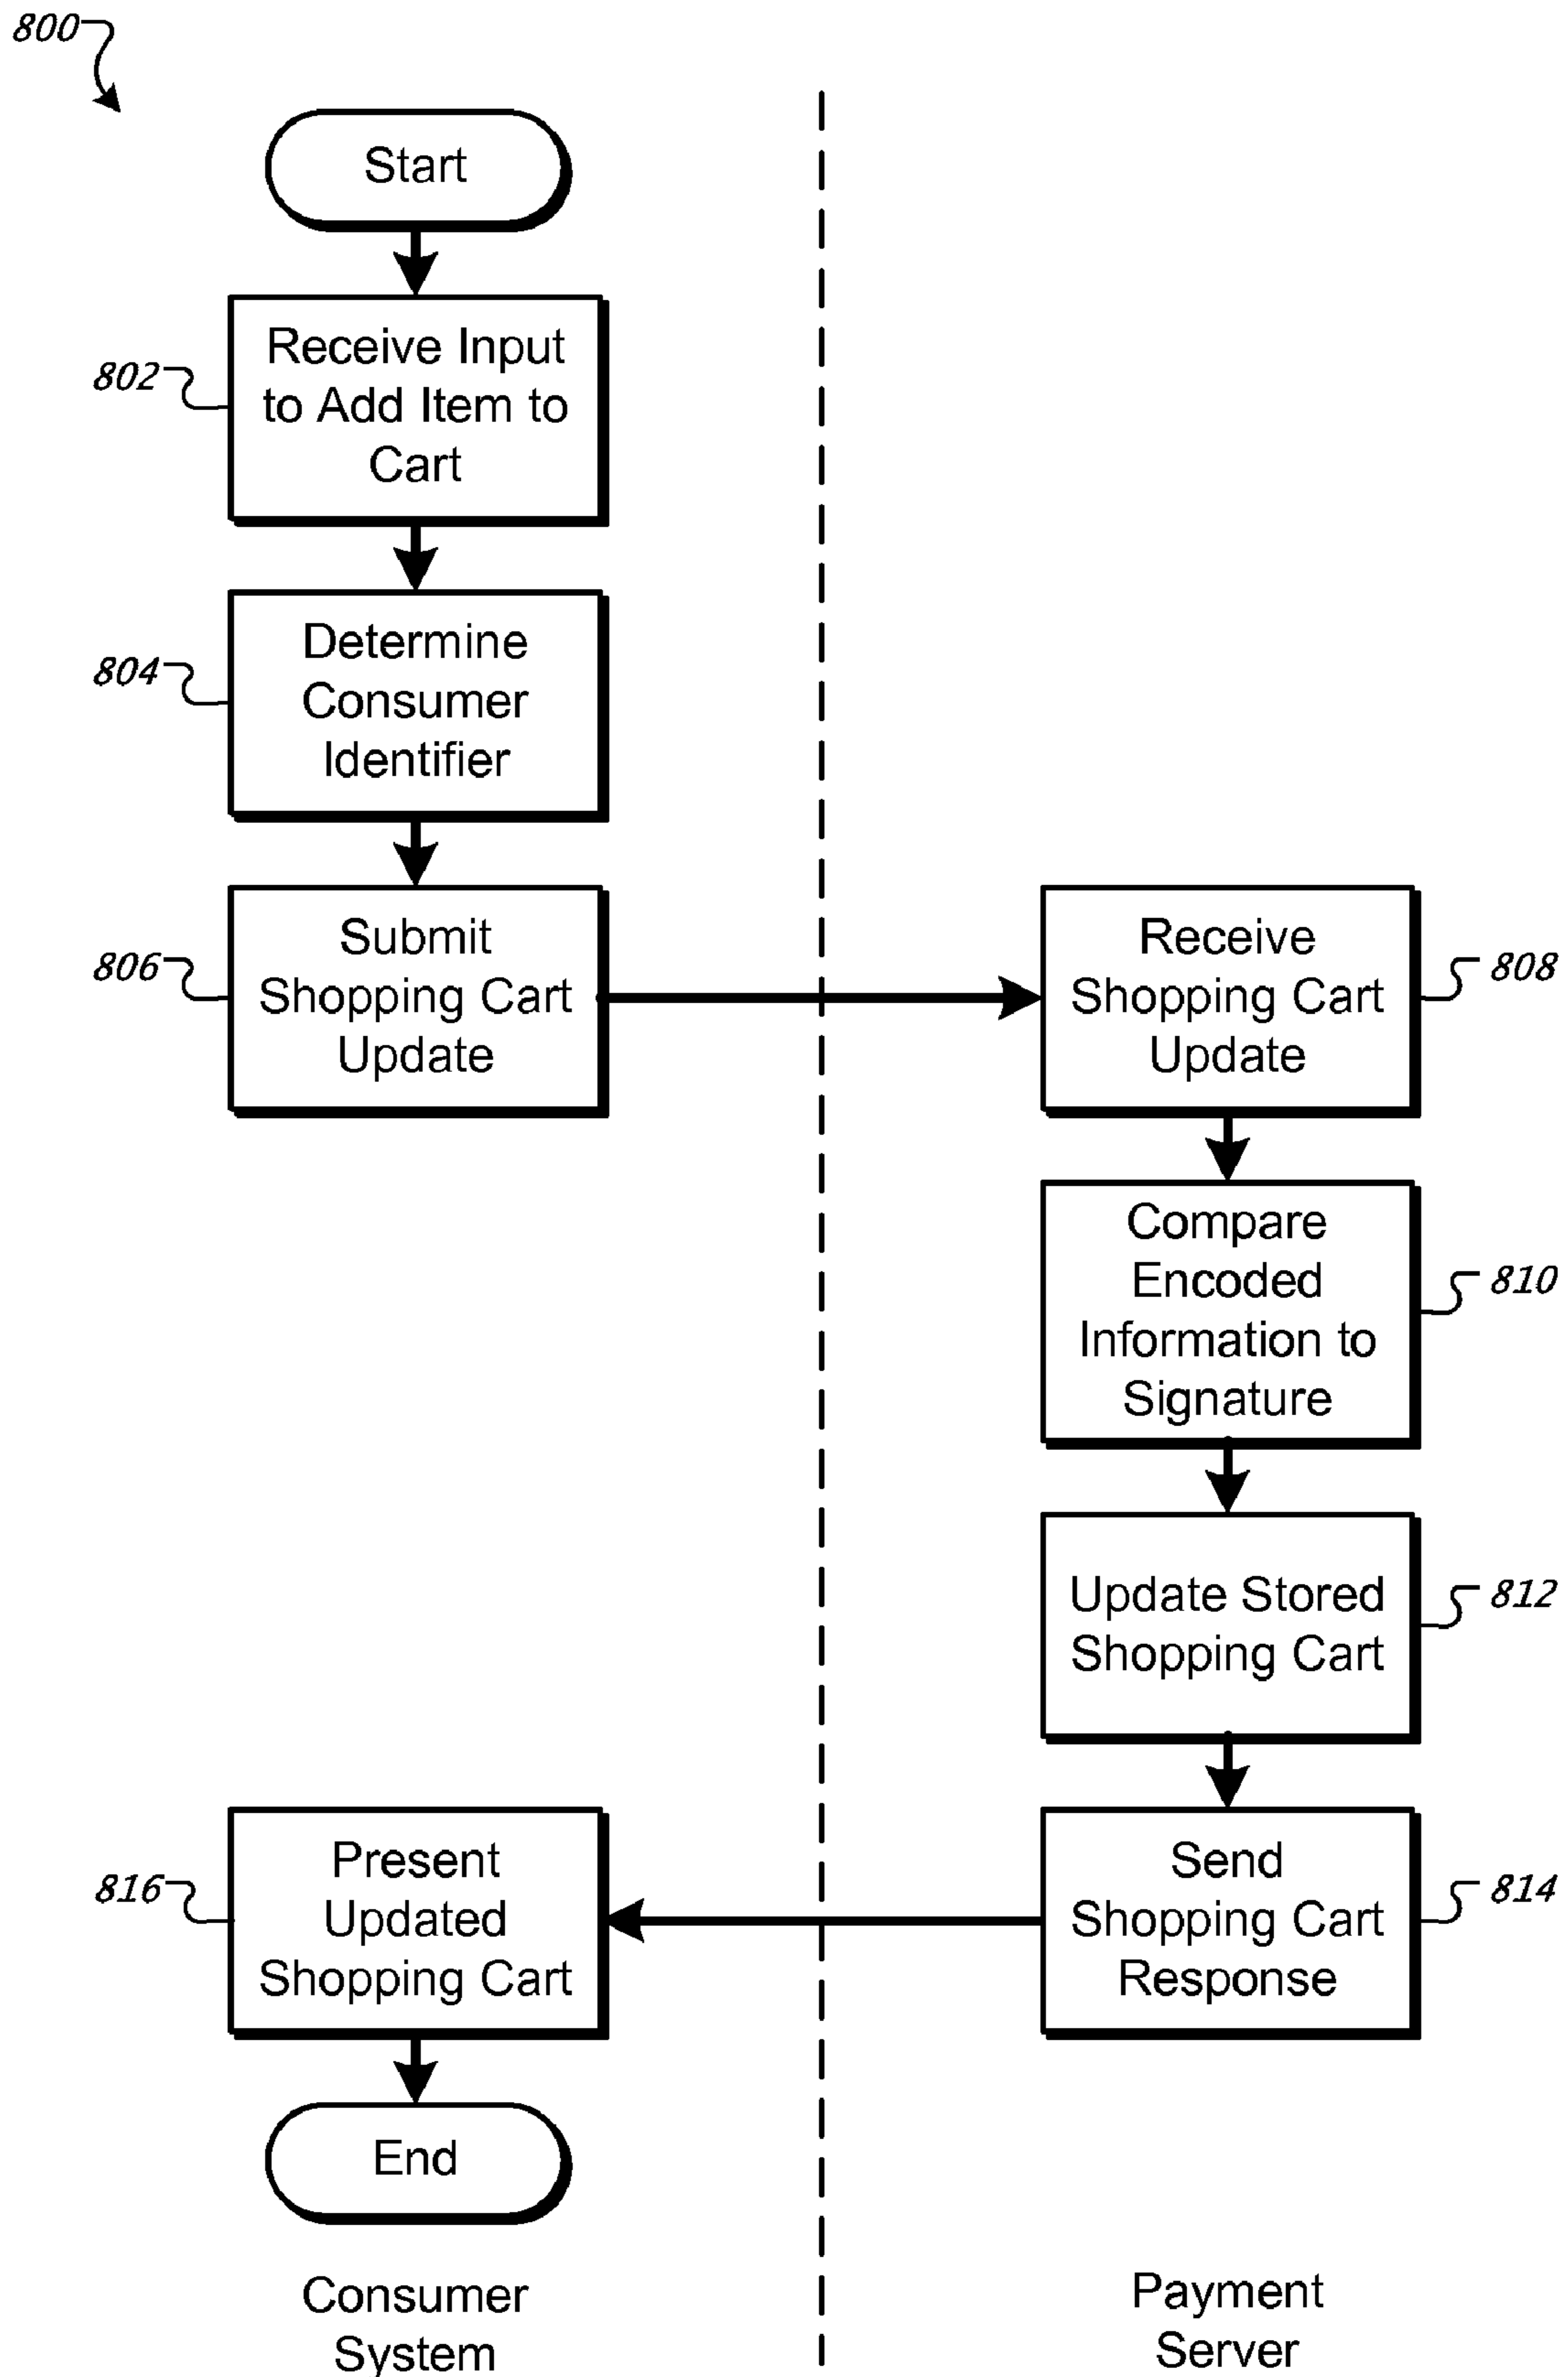 800
Start
802
Receive Input
to Add Item to
Cart
804
Determine
Consumer
Identifier
806
Submit
Shopping Cart
Update
Receive
Shopping Cart
Update
808
Compare
Encoded
Information to
Signature
810
Update Stored
Shopping Cart
812
Send
Shopping Cart
Response
814
816
Present
Updated
Shopping Cart
End
Consumer
System
Payment
Server